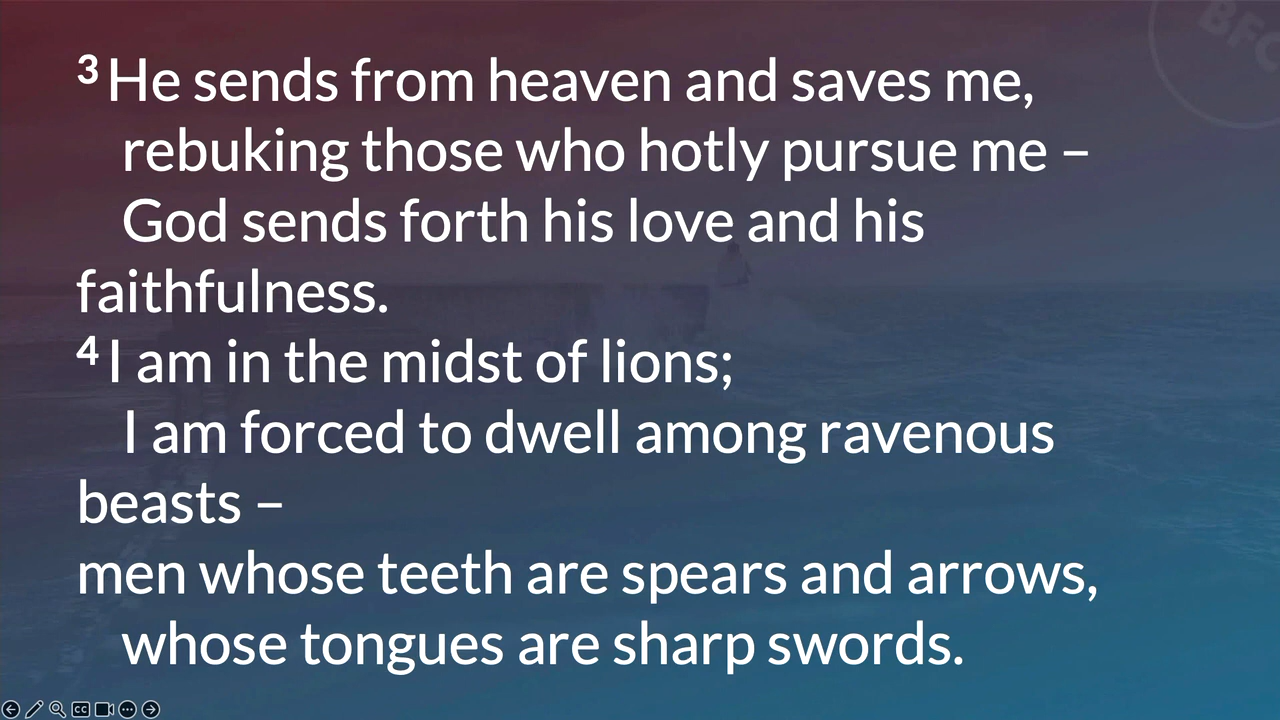 BFC
3 He sends from heaven and saves me,
rebuking those who hotly pursue me –
God sends forth his love and his
faithfulness.
4 I am in the midst of lions;
I am forced to dwell among ravenous
beasts –
men whose teeth are spears and arrows,
whose tongues are sharp swords.
CC